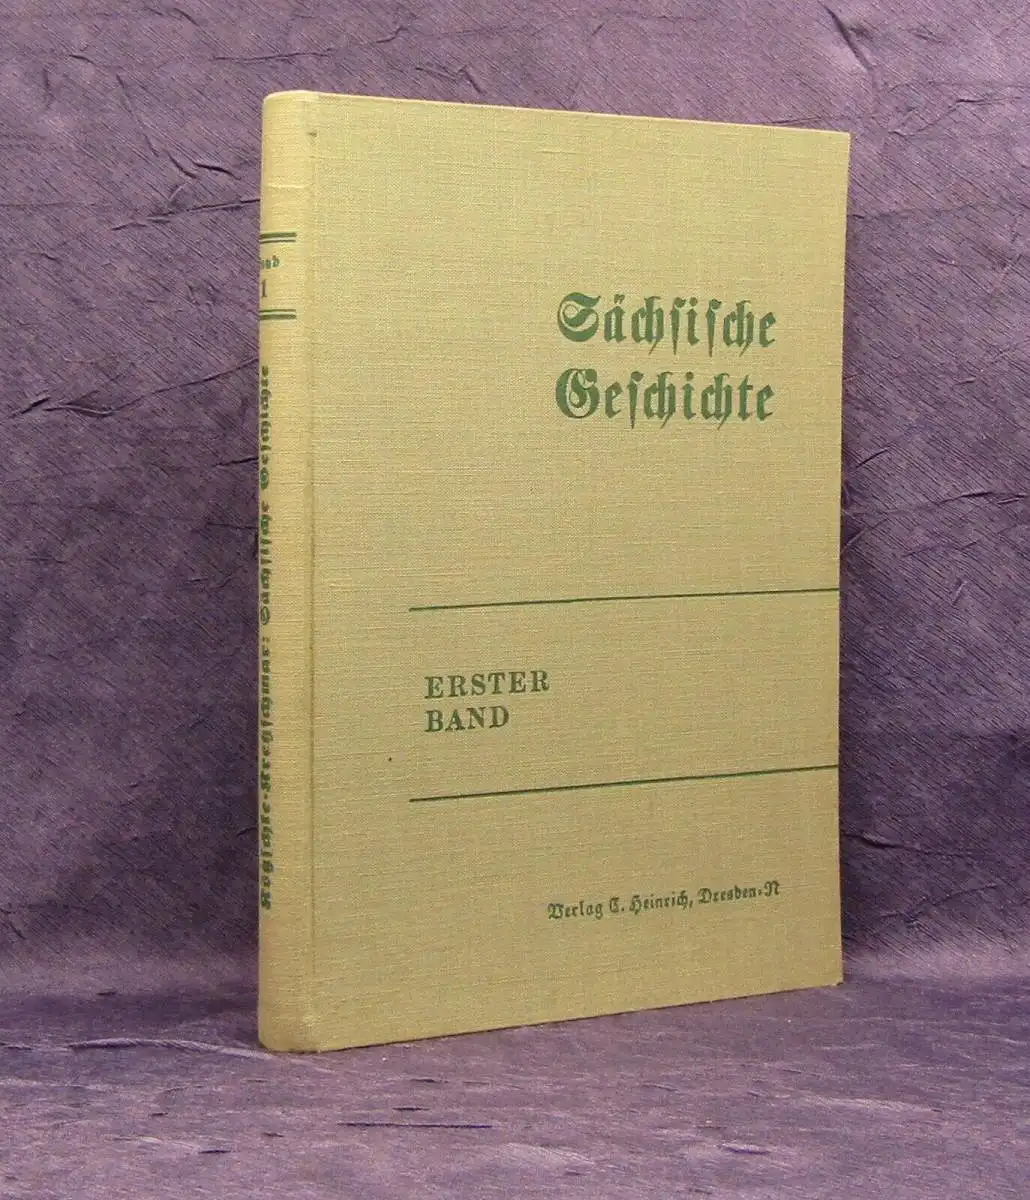 Sächsische
Geschichte
ERSTER
BAND
Verlag C. Heinrich, Dresden-N
1
Kötzschke-Kretzschmar: Sächsische Geschichte